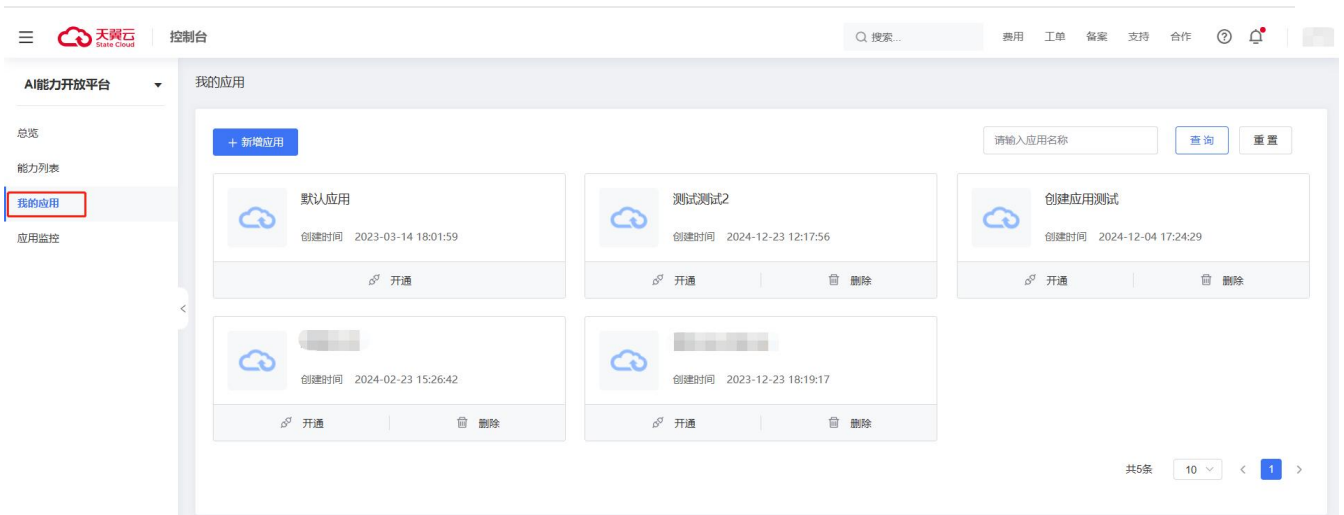 天翼云 State Cloud 控制台 搜索... 费用 工单 备案 支持 合作
AI能力开放平台
我的应用
总览
能力列表
我的应用
应用监控
+ 新增应用 请输入应用名称 查询 重置
默认应用
创建时间 2023-03-14 18:01:59
开通
测试测试2
创建时间 2024-12-23 12:17:56
开通 删除
创建应用测试
创建时间 2024-12-04 17:24:29
开通 删除
创建时间 2024-02-23 15:26:42
开通 删除
创建时间 2023-12-23 18:19:17
开通 删除
共5条 10 < 1 >